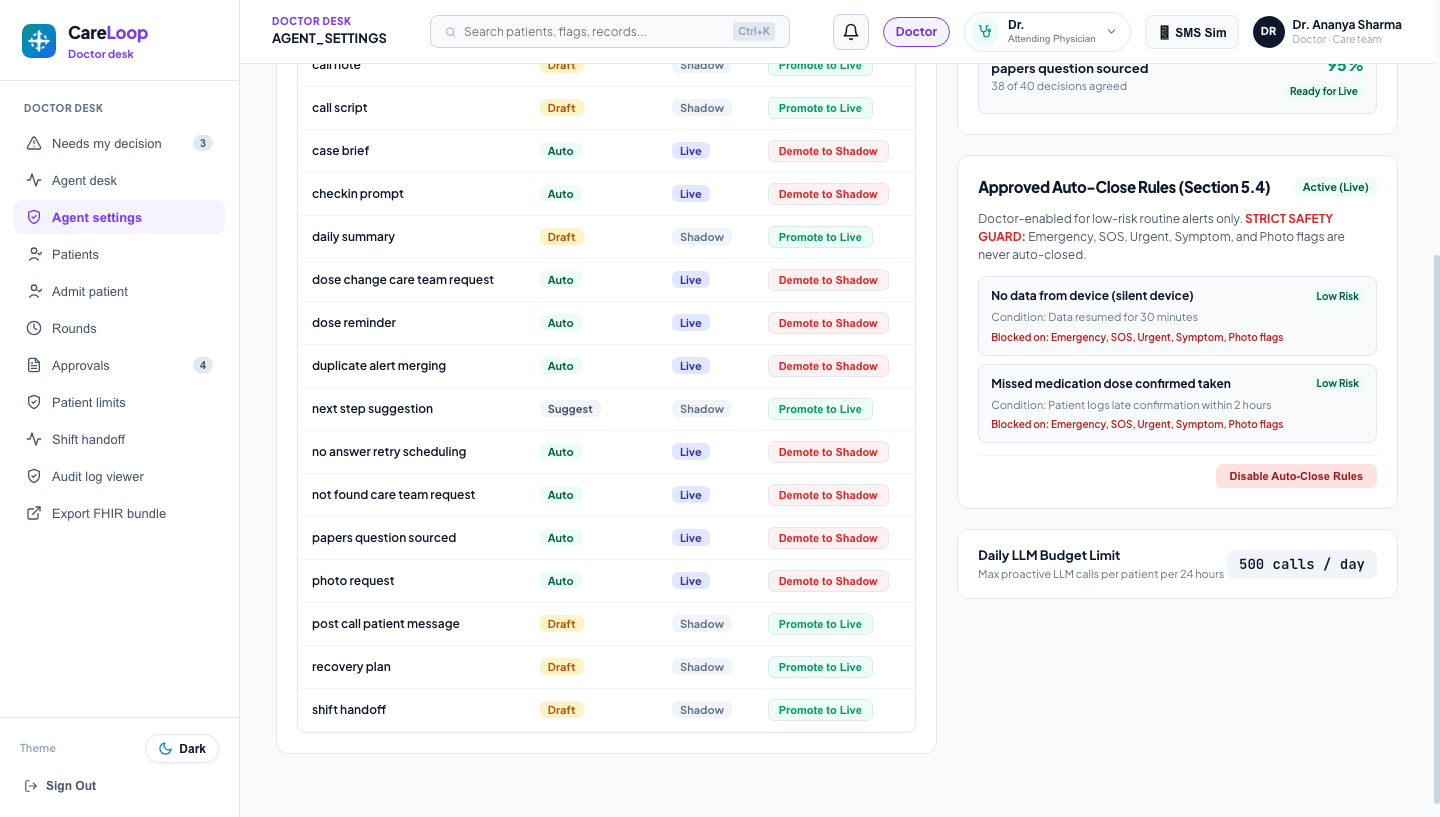 CareLoop
Doctor desk
DOCTOR DESK
Needs my decision 3
Agent desk
Agent settings
Patients
Admit patient
Rounds
Approvals 4
Patient limits
Shift handoff
Audit log viewer
Export FHIR bundle
Theme Dark
Sign Out
DOCTOR DESK
AGENT_SETTINGS
Search patients, flags, records... Ctrl+K
Doctor
Dr.
Attending Physician
SMS Sim
DR
Dr. Ananya Sharma
Doctor · Care team
call note Draft Shadow Promote to Live
call script Draft Shadow Promote to Live
case brief Auto Live Demote to Shadow
checkin prompt Auto Live Demote to Shadow
daily summary Draft Shadow Promote to Live
dose change care team request Auto Live Demote to Shadow
dose reminder Auto Live Demote to Shadow
duplicate alert merging Auto Live Demote to Shadow
next step suggestion Suggest Shadow Promote to Live
no answer retry scheduling Auto Live Demote to Shadow
not found care team request Auto Live Demote to Shadow
papers question sourced Auto Live Demote to Shadow
photo request Auto Live Demote to Shadow
post call patient message Draft Shadow Promote to Live
recovery plan Draft Shadow Promote to Live
shift handoff Draft Shadow Promote to Live
papers question sourced 95%
38 of 40 decisions agreed Ready for Live
Approved Auto-Close Rules (Section 5.4) Active (Live)
Doctor-enabled for low-risk routine alerts only. STRICT SAFETY
GUARD: Emergency, SOS, Urgent, Symptom, and Photo flags are
never auto-closed.
No data from device (silent device) Low Risk
Condition: Data resumed for 30 minutes
Blocked on: Emergency, SOS, Urgent, Symptom, Photo flags
Missed medication dose confirmed taken Low Risk
Condition: Patient logs late confirmation within 2 hours
Blocked on: Emergency, SOS, Urgent, Symptom, Photo flags
Disable Auto-Close Rules
Daily LLM Budget Limit
Max proactive LLM calls per patient per 24 hours
500 calls / day